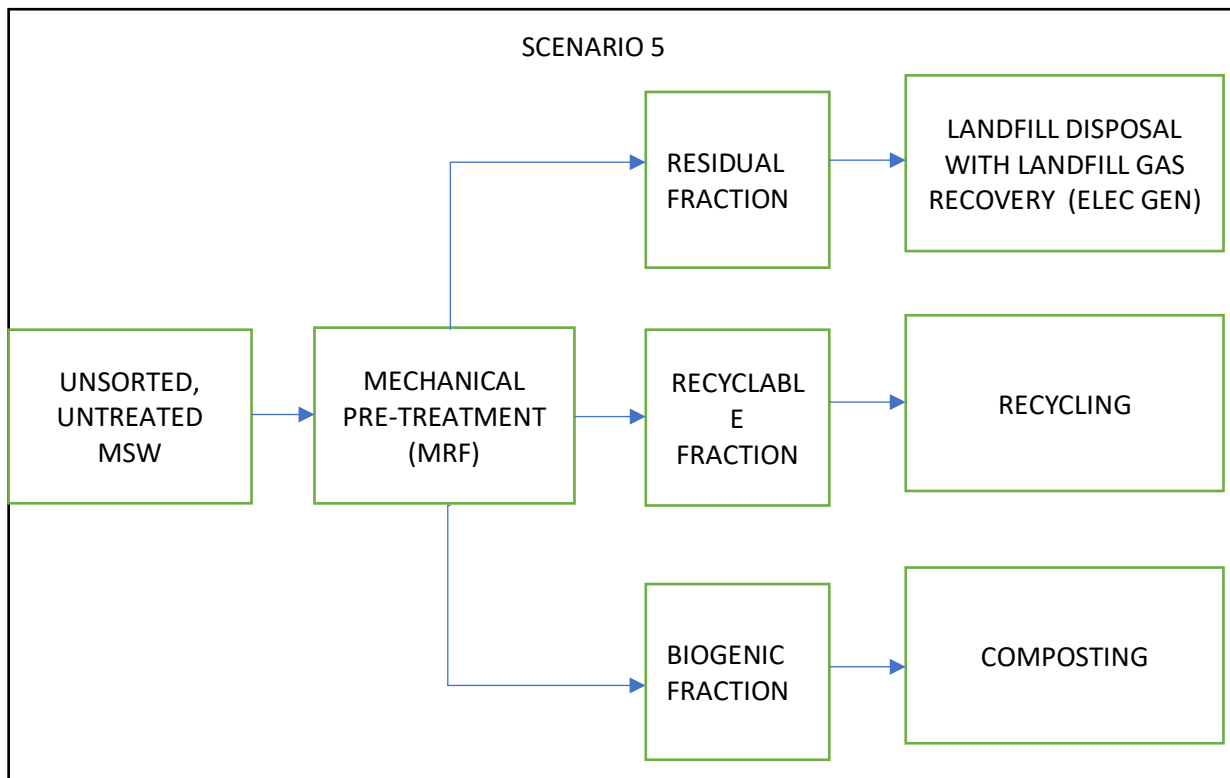 SCENARIO 5
RESIDUAL
FRACTION
LANDFILL DISPOSAL
WITH LANDFILL GAS
RECOVERY (ELEC GEN)
UNSORTED,
UNTREATED
MSW
MECHANICAL
PRE-TREATMENT
(MRF)
RECYCLABL
E
FRACTION
RECYCLING
BIOGENIC
FRACTION
COMPOSTING